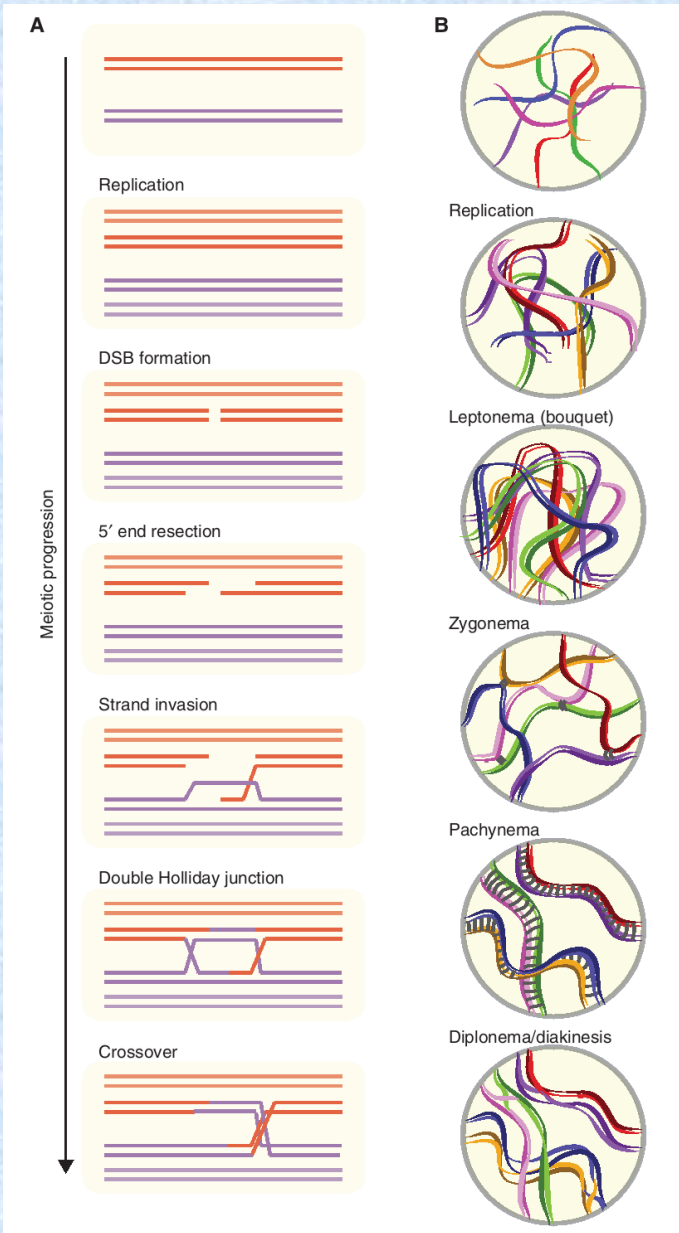 A
Meiotic progression
Replication
DSB formation
5′ end resection
Strand invasion
Double Holliday junction
Crossover
B
Replication
Leptonema (bouquet)
Zygonema
Pachynema
Diplonema/diakinesis